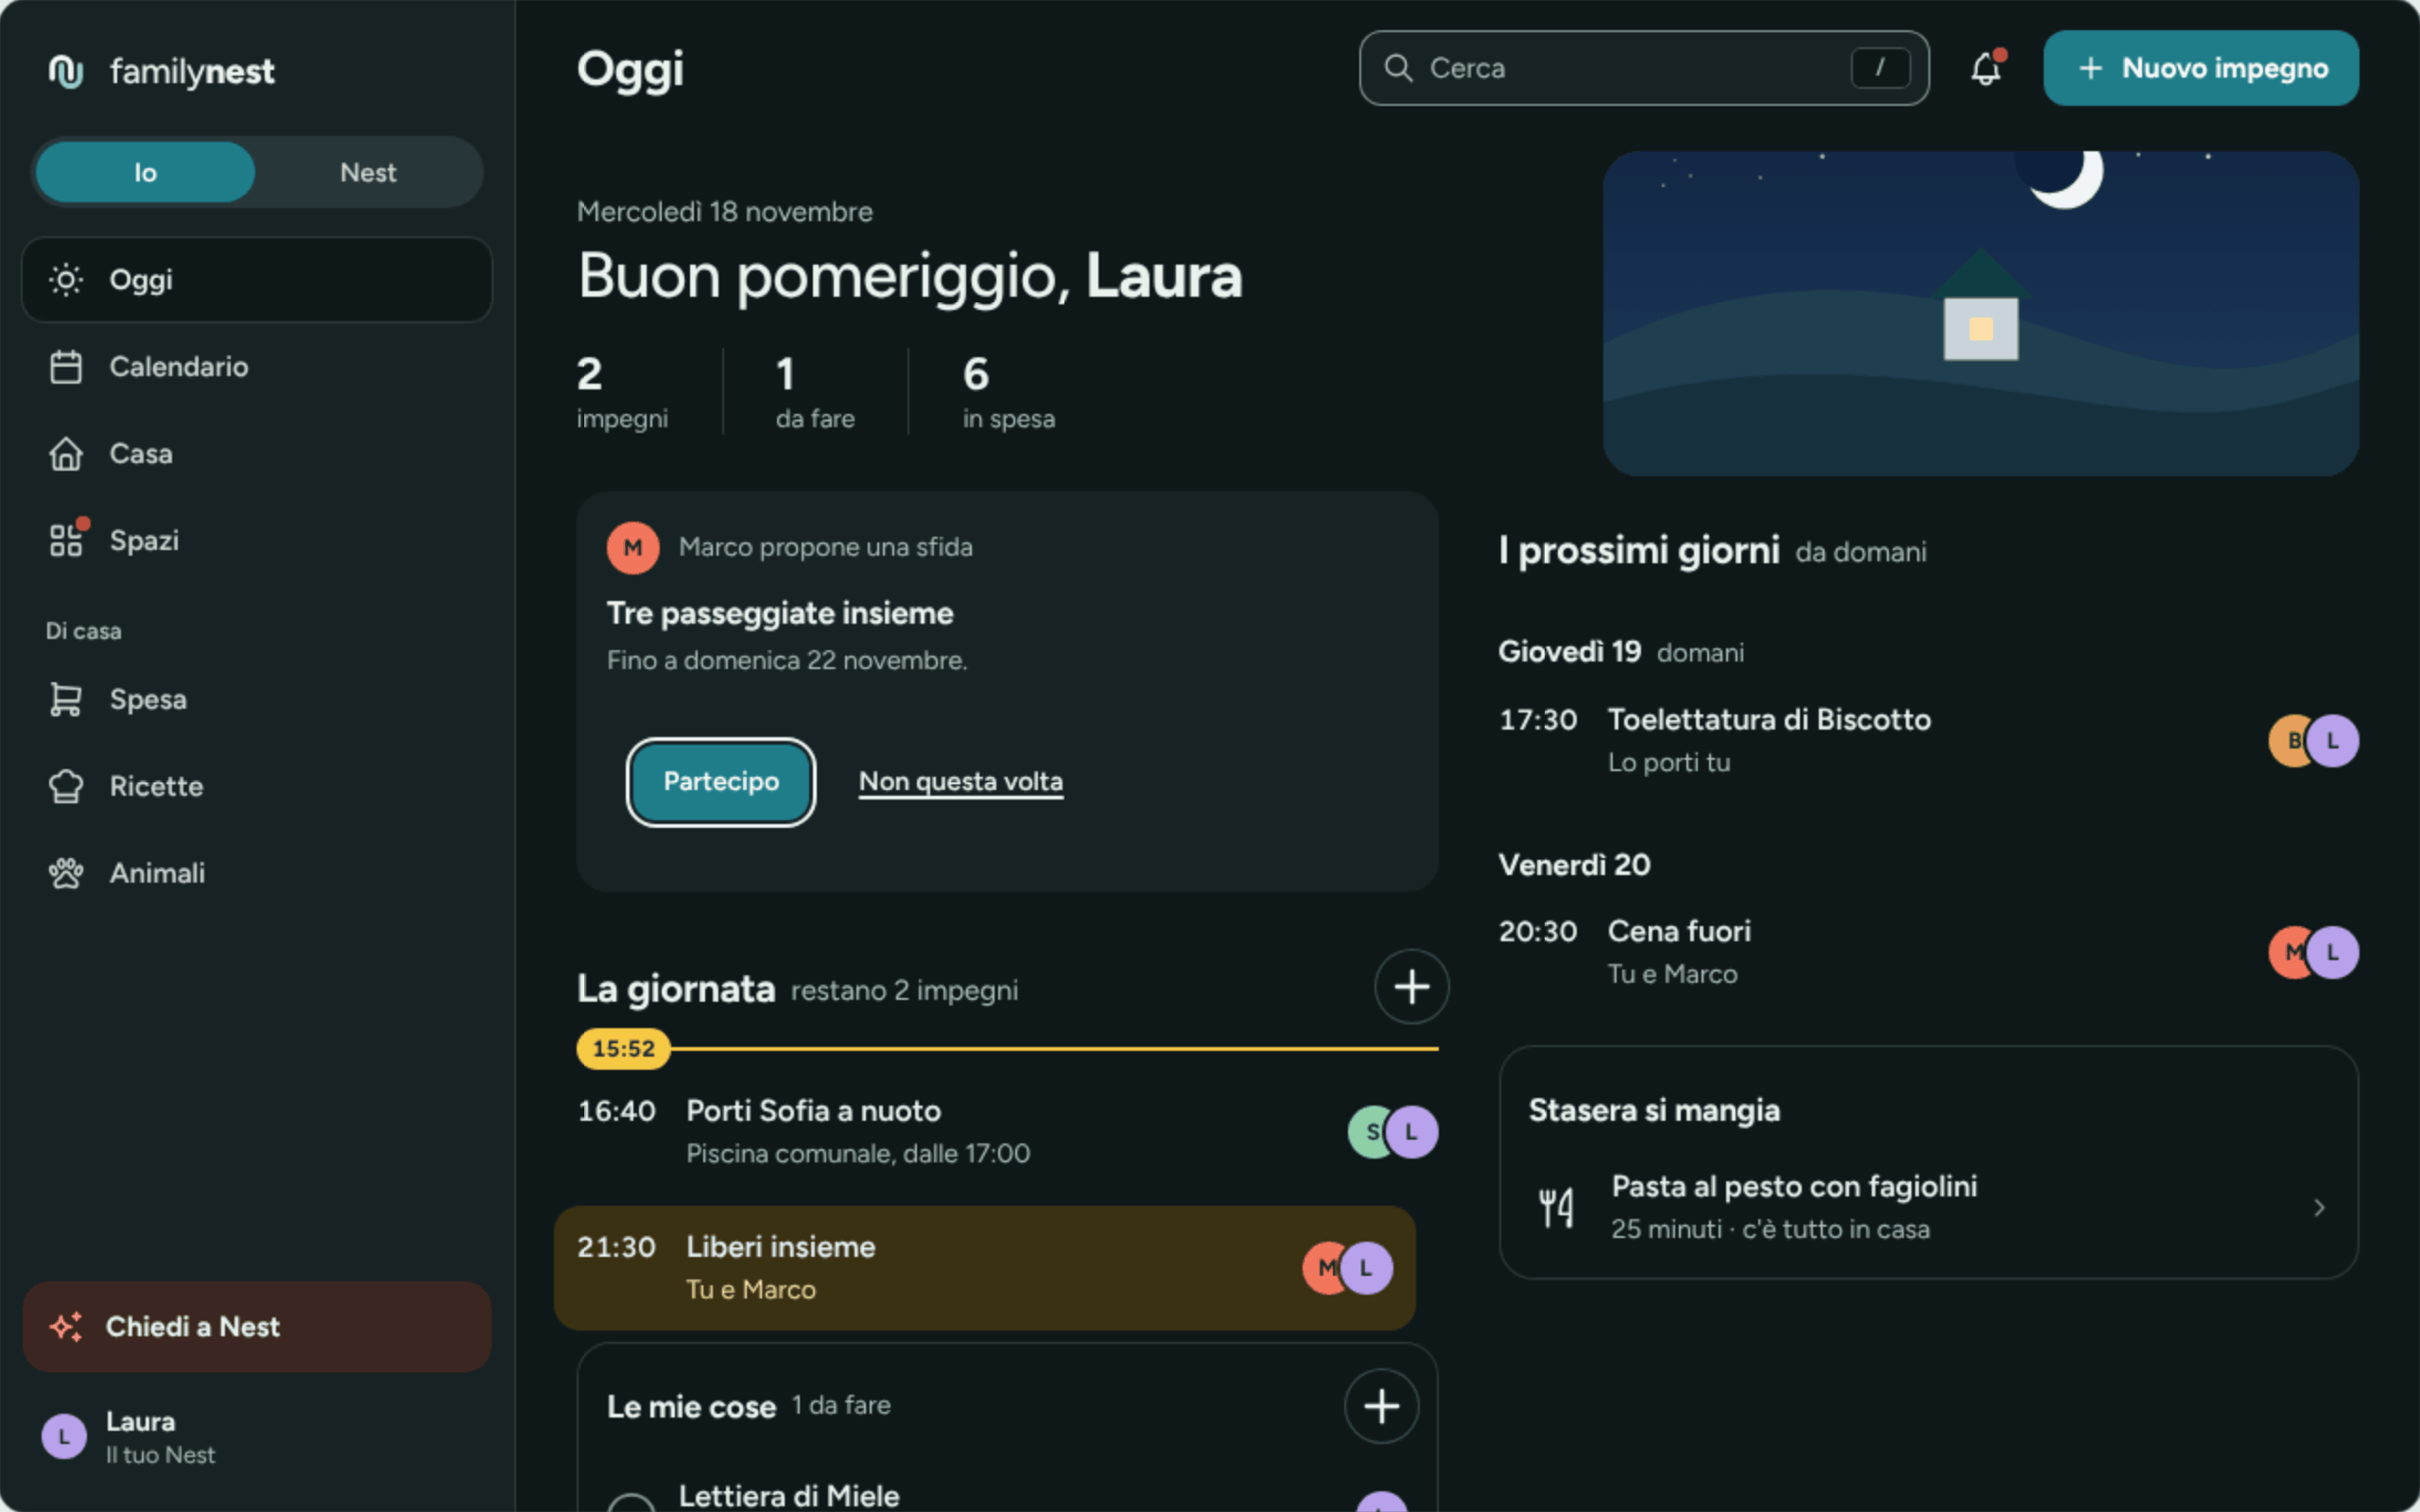 familynest
Io
Nest
Oggi
Calendario
Casa
Spazi
Di casa
Spesa
Ricette
Animali
Chiedi a Nest
L
Laura
Il tuo Nest
Oggi
Cerca
/
Nuovo impegno
Mercoledì 18 novembre
Buon pomeriggio, Laura
2
impegni
1
da fare
6
in spesa
M
Marco propone una sfida
Tre passeggiate insieme
Fino a domenica 22 novembre.
Partecipo
Non questa volta
La giornata restano 2 impegni
15:52
16:40 Porti Sofia a nuoto
Piscina comunale, dalle 17:00
S L
21:30 Liberi insieme
Tu e Marco
M L
Le mie cose 1 da fare
Lettiera di Miele
I prossimi giorni da domani
Giovedì 19 domani
17:30 Toelettatura di Biscotto
Lo porti tu
B L
Venerdì 20
20:30 Cena fuori
Tu e Marco
M L
Stasera si mangia
Pasta al pesto con fagiolini
25 minuti · c'è tutto in casa